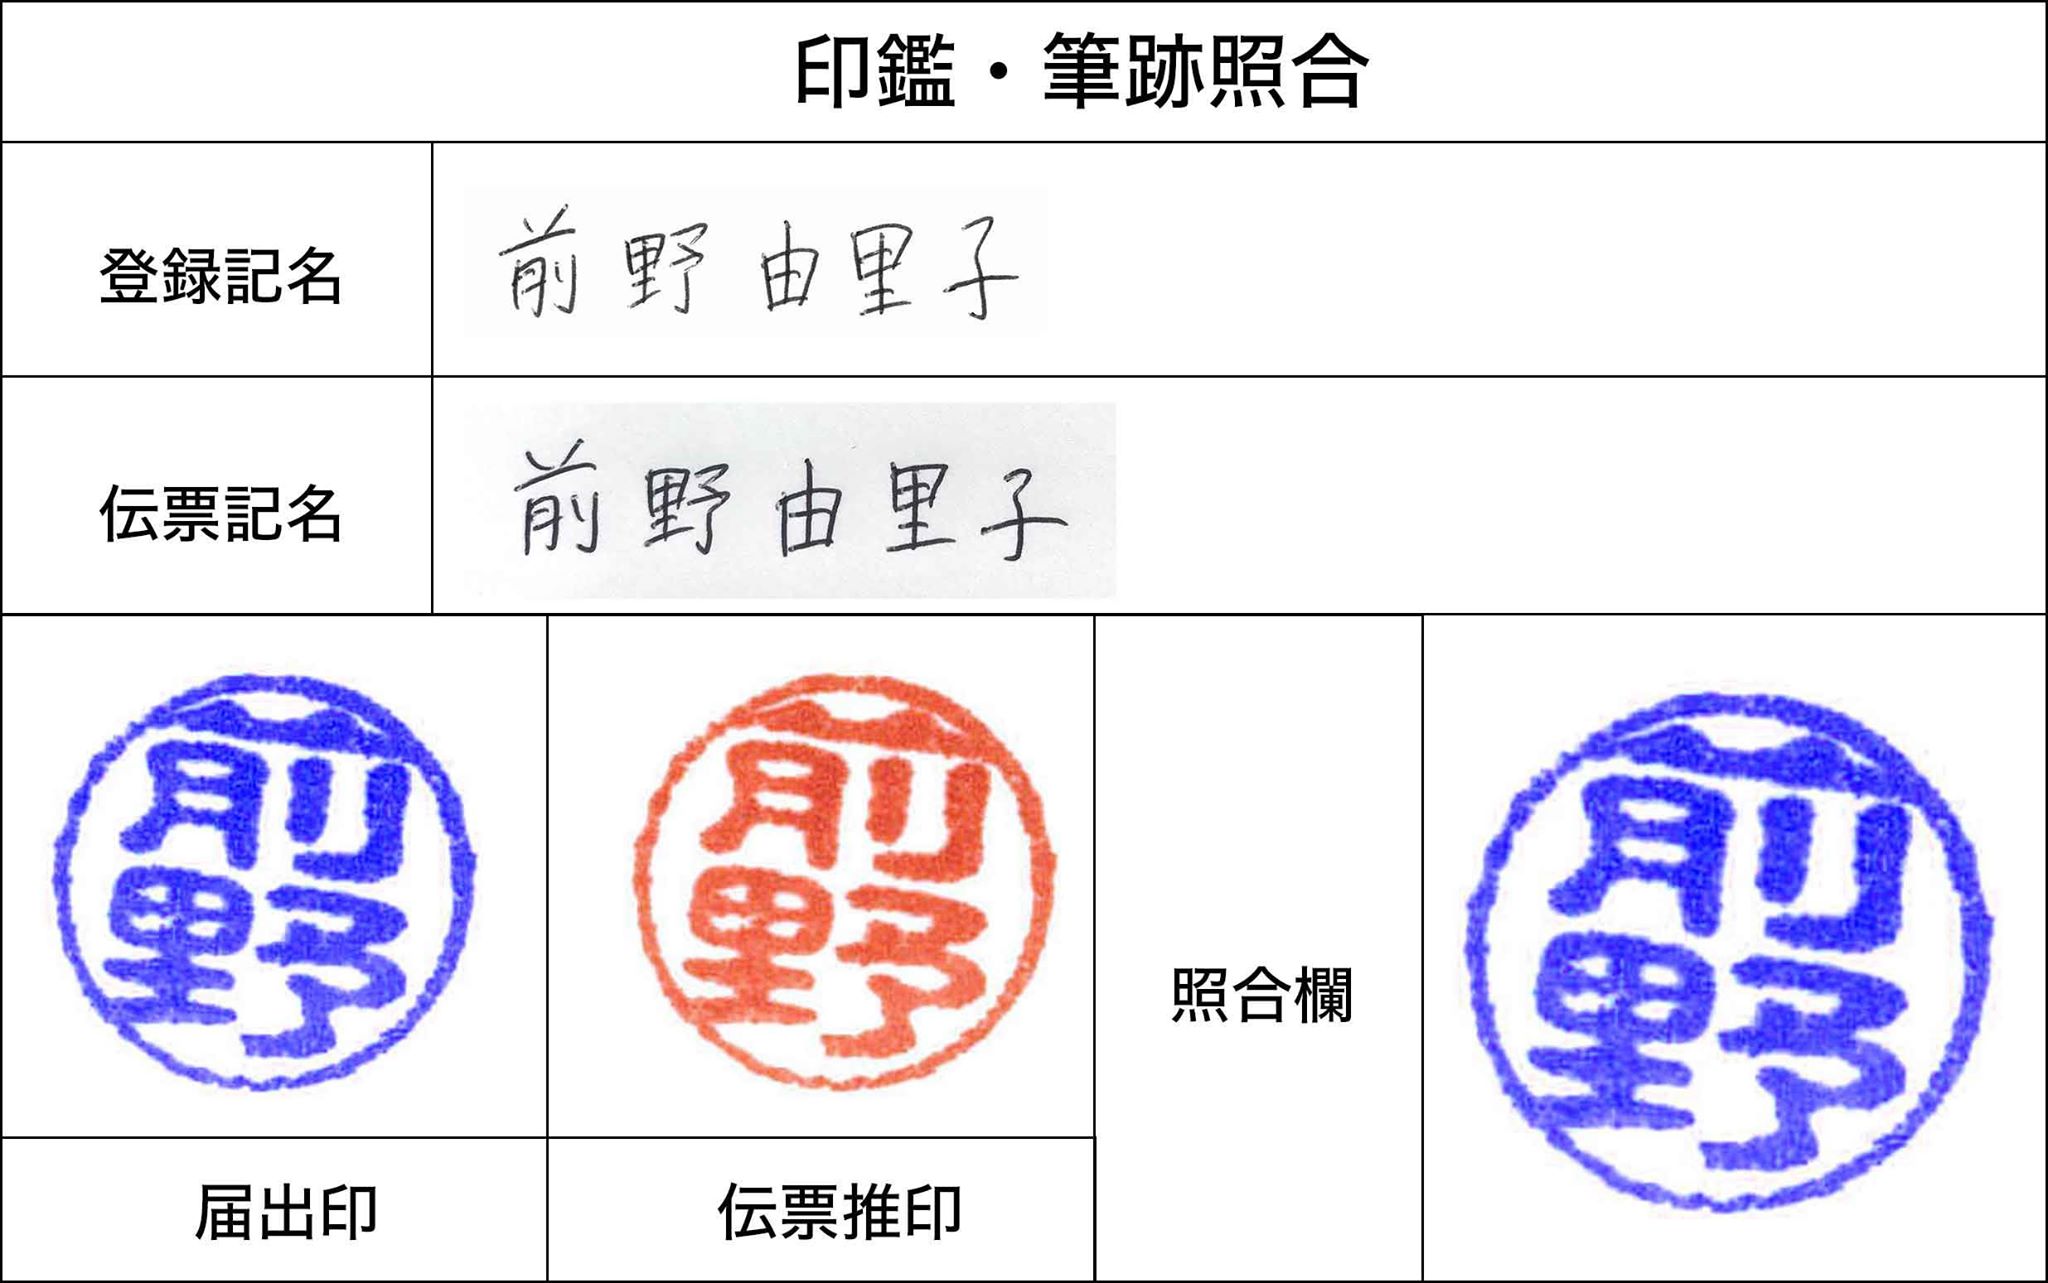 印鑑・筆跡照合
登録記名
前野由里子
伝票記名
前野由里子
前野
前野
照合欄
前野
届出印
伝票推印